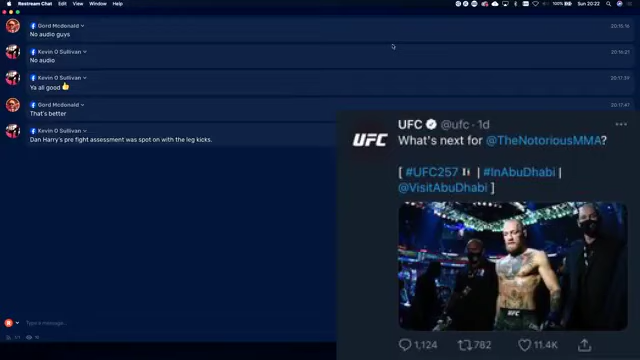 Restream Chat Edit View Window Help
100% Sun 20:22
Gord Mcdonald
20:15:16
No audio guys
Kevin O Sullivan
20:16:21
No audio
Kevin O Sullivan
20:17:39
Ya all good 👍
Gord Mcdonald
20:17:47
That's better
Kevin O Sullivan
Dan Harry's pre fight assessment was spot on with the leg kicks.
Type a message...
UFC
UFC @ufc · 1d
What's next for @TheNotoriousMMA?
[ #UFC257 | #InAbuDhabi |
@VisitAbuDhabi ]
UFC
1,124 782 11.4K